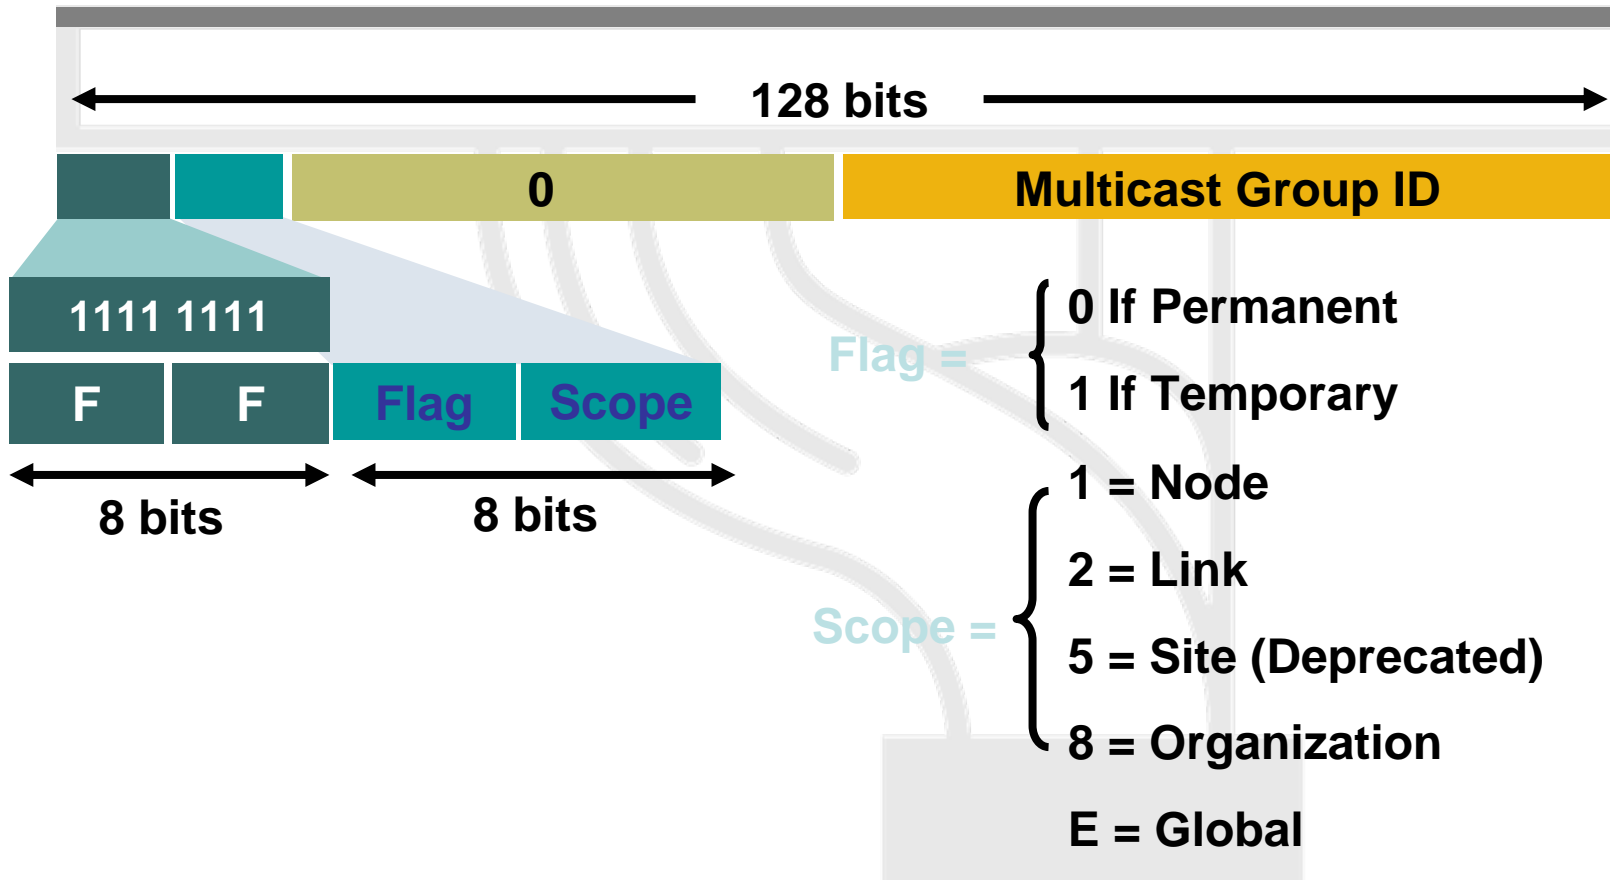 128 bits
0
Multicast Group ID
1111 1111
F F Flag Scope
8 bits
8 bits
Flag =
0 If Permanent
1 If Temporary
Scope =
1 = Node
2 = Link
5 = Site (Deprecated)
8 = Organization
E = Global